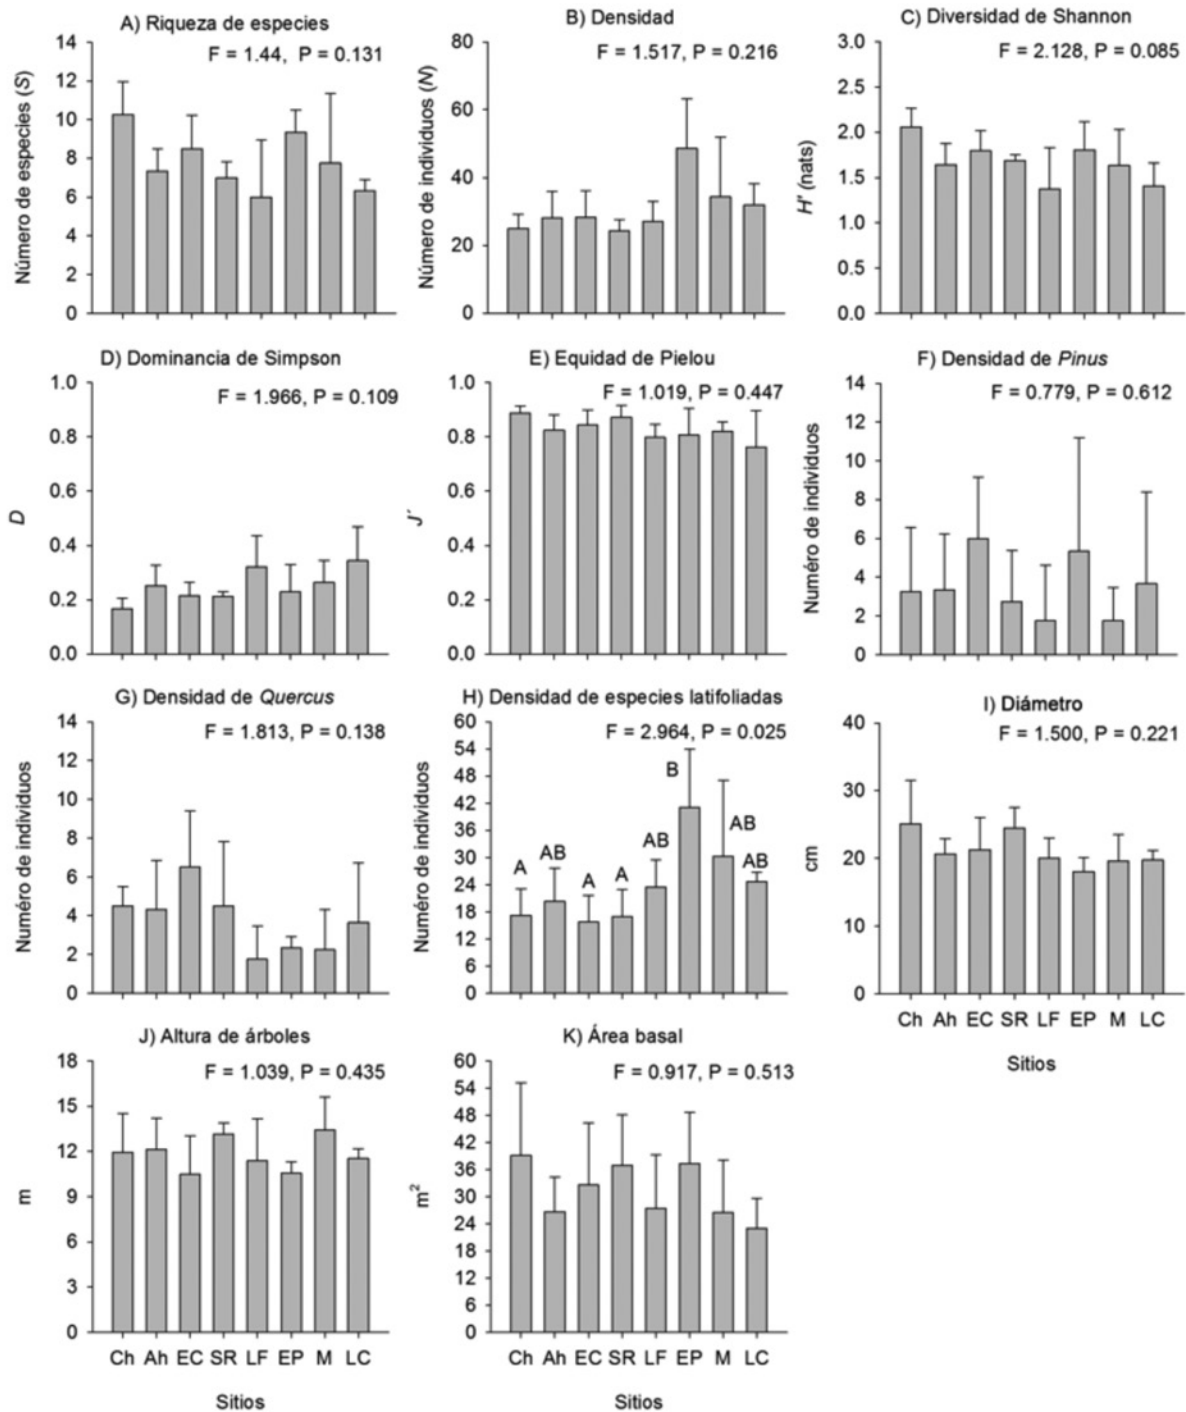 A) Riqueza de especies
F = 1.44, P = 0.131
Número de especies (S)
14
12
10
8
6
4
2
0
B) Densidad
F = 1.517, P = 0.216
Número de individuos (N)
80
60
40
20
0
C) Diversidad de Shannon
F = 2.128, P = 0.085
H' (nats)
3.0
2.5
2.0
1.5
1.0
0.5
0.0
D) Dominancia de Simpson
F = 1.966, P = 0.109
D
1.0
0.8
0.6
0.4
0.2
0.0
E) Equidad de Pielou
F = 1.019, P = 0.447
J´
1.0
0.8
0.6
0.4
0.2
0.0
F) Densidad de Pinus
F = 0.779, P = 0.612
Numéro de individuos
14
12
10
8
6
4
2
0
G) Densidad de Quercus
F = 1.813, P = 0.138
Numéro de individuos
14
12
10
8
6
4
2
0
H) Densidad de especies latifoliadas
F = 2.964, P = 0.025
Numéro de individuos
60
54
48
42
36
30
24
18
12
6
0
A AB A A AB B AB AB
I) Diámetro
F = 1.500, P = 0.221
cm
40
30
20
10
0
Ch Ah EC SR LF EP M LC
Sitios
J) Altura de árboles
F = 1.039, P = 0.435
m
18
15
12
9
6
3
0
Ch Ah EC SR LF EP M LC
Sitios
K) Área basal
F = 0.917, P = 0.513
m²
60
54
48
42
36
30
24
18
12
6
0
Ch Ah EC SR LF EP M LC
Sitios